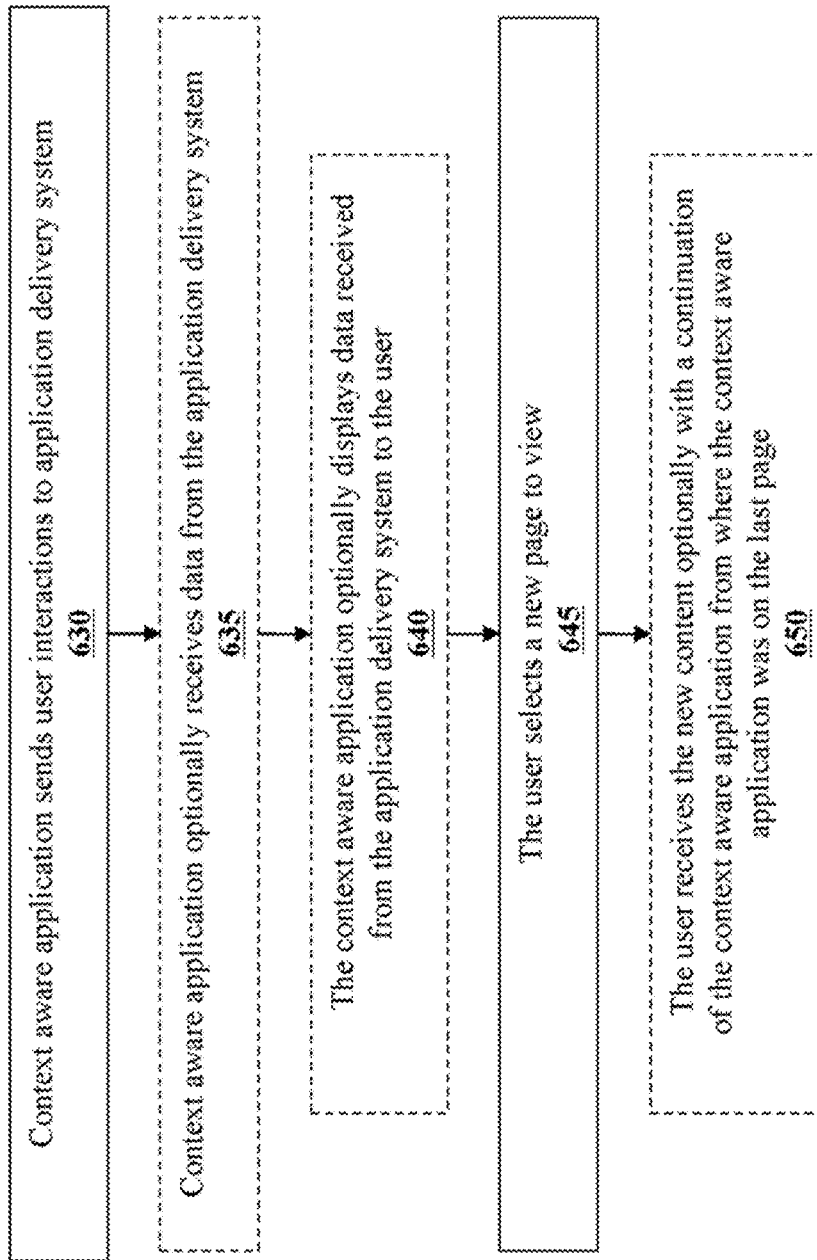 Context aware application sends user interactions to application delivery system
630
Context aware application optionally receives data from the application delivery system
635
The context aware application optionally displays data received
from the application delivery system to the user
640
The user selects a new page to view
645
The user receives the new content optionally with a continuation
of the context aware application from where the context aware
application was on the last page
650